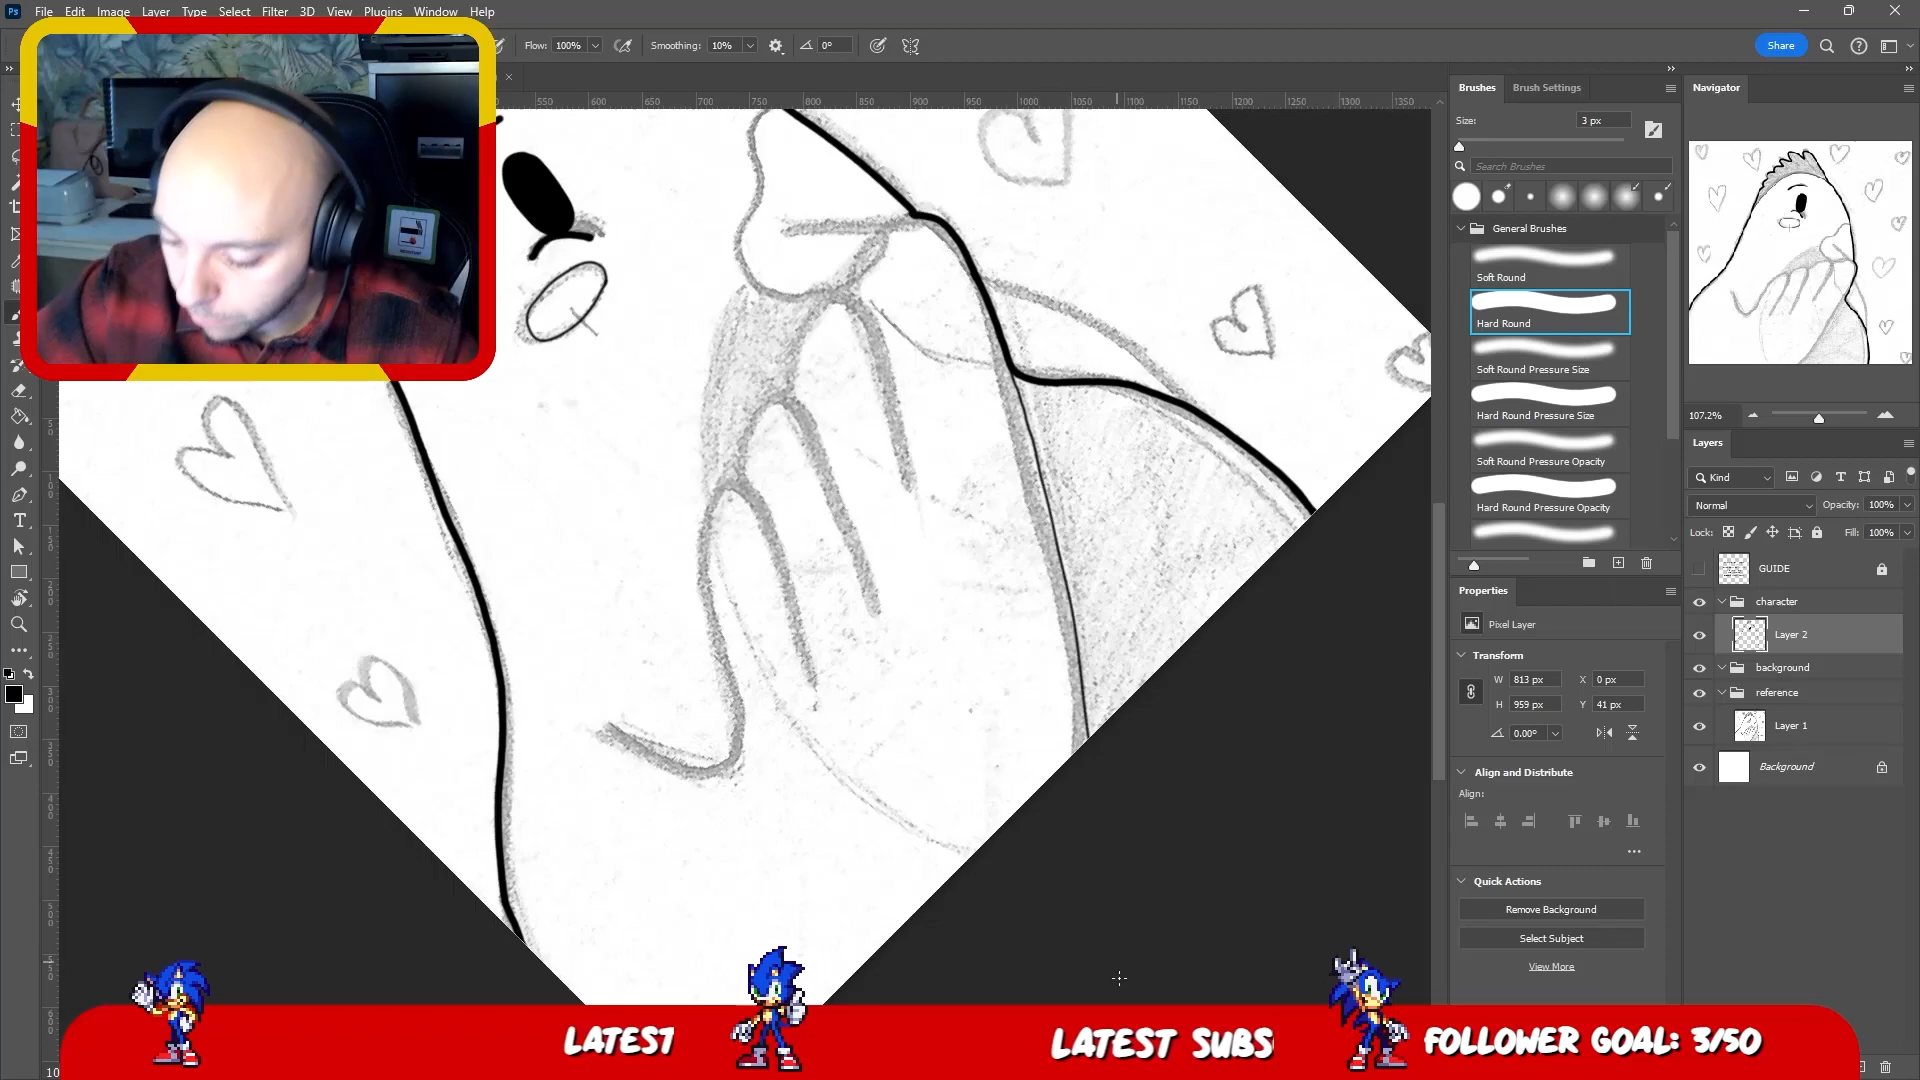 Ps File Edit Image Layer Type Select Filter 3D View Plugins Window Help
Flow: 100% Smoothing: 10% 0° Share
550 600 650 700 750 800 850 900 950 1000 1050 1100 1150 1200 1250 1300 1350
Brushes Brush Settings
Size: 3 px
Search Brushes
General Brushes
Soft Round
Hard Round
Soft Round Pressure Size
Hard Round Pressure Size
Soft Round Pressure Opacity
Hard Round Pressure Opacity
Properties
Pixel Layer
Transform
W 813 px X 0 px
H 959 px Y 41 px
0.00°
Align and Distribute
Align:
Quick Actions
Remove Background
Select Subject
View More
Navigator
107.2%
Layers
Kind
Normal Opacity: 100%
Lock: Fill: 100%
GUIDE
character
Layer 2
background
reference
Layer 1
Background
LATEST
LATEST SUBS
FOLLOWER GOAL: 3/50
10